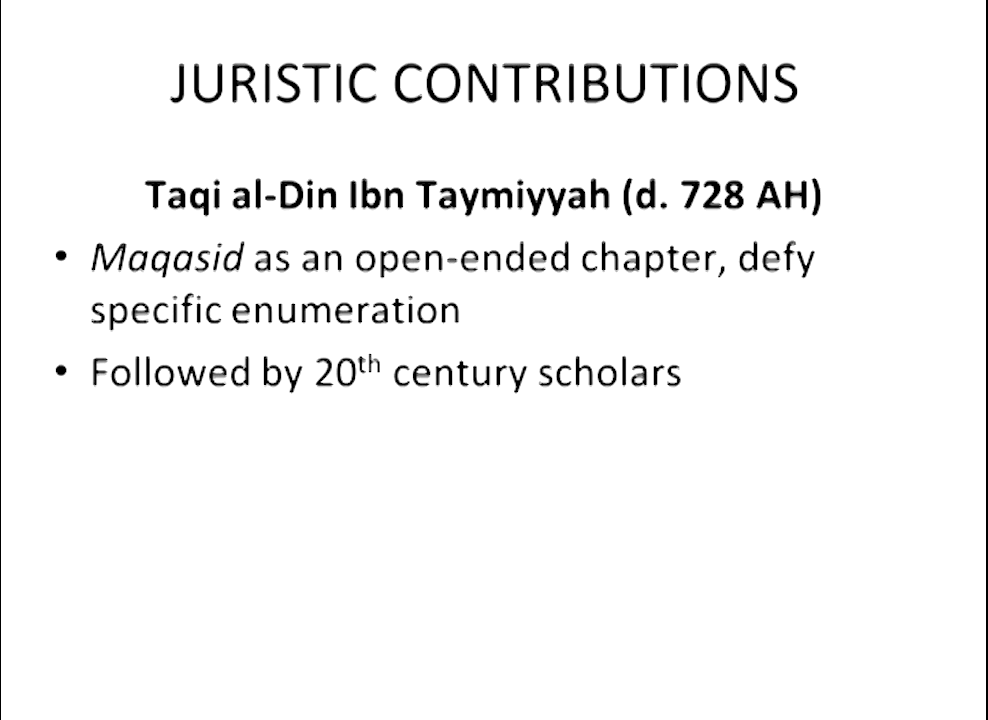 JURISTIC CONTRIBUTIONS
Taqi al-Din Ibn Taymiyyah (d. 728 AH)
• Maqasid as an open-ended chapter, defy
specific enumeration
• Followed by 20th century scholars